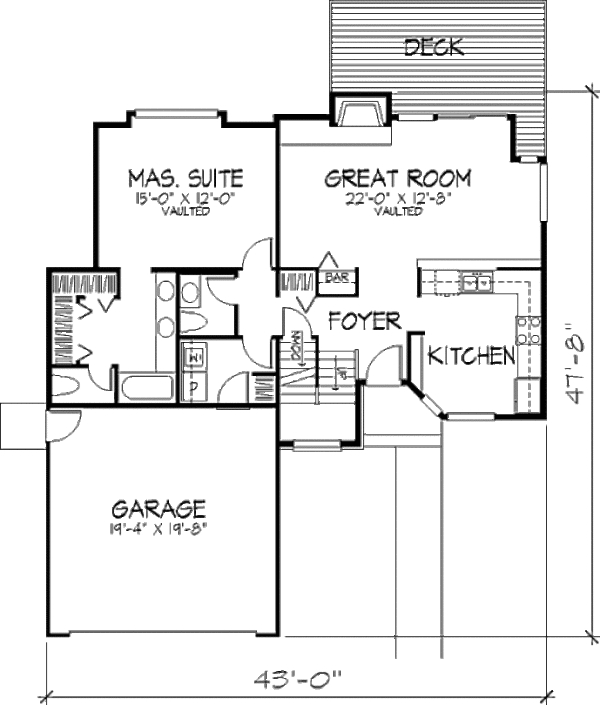 DECK
MAS. SUITE
15'-0" X 12'-0"
VAULTED
GREAT ROOM
22'-0" X 12'-8"
VAULTED
BAR
FOYER
KITCHEN
DOWN
UP
W
D
GARAGE
19'-4" X 19'-8"
47'-8"
43'-0"